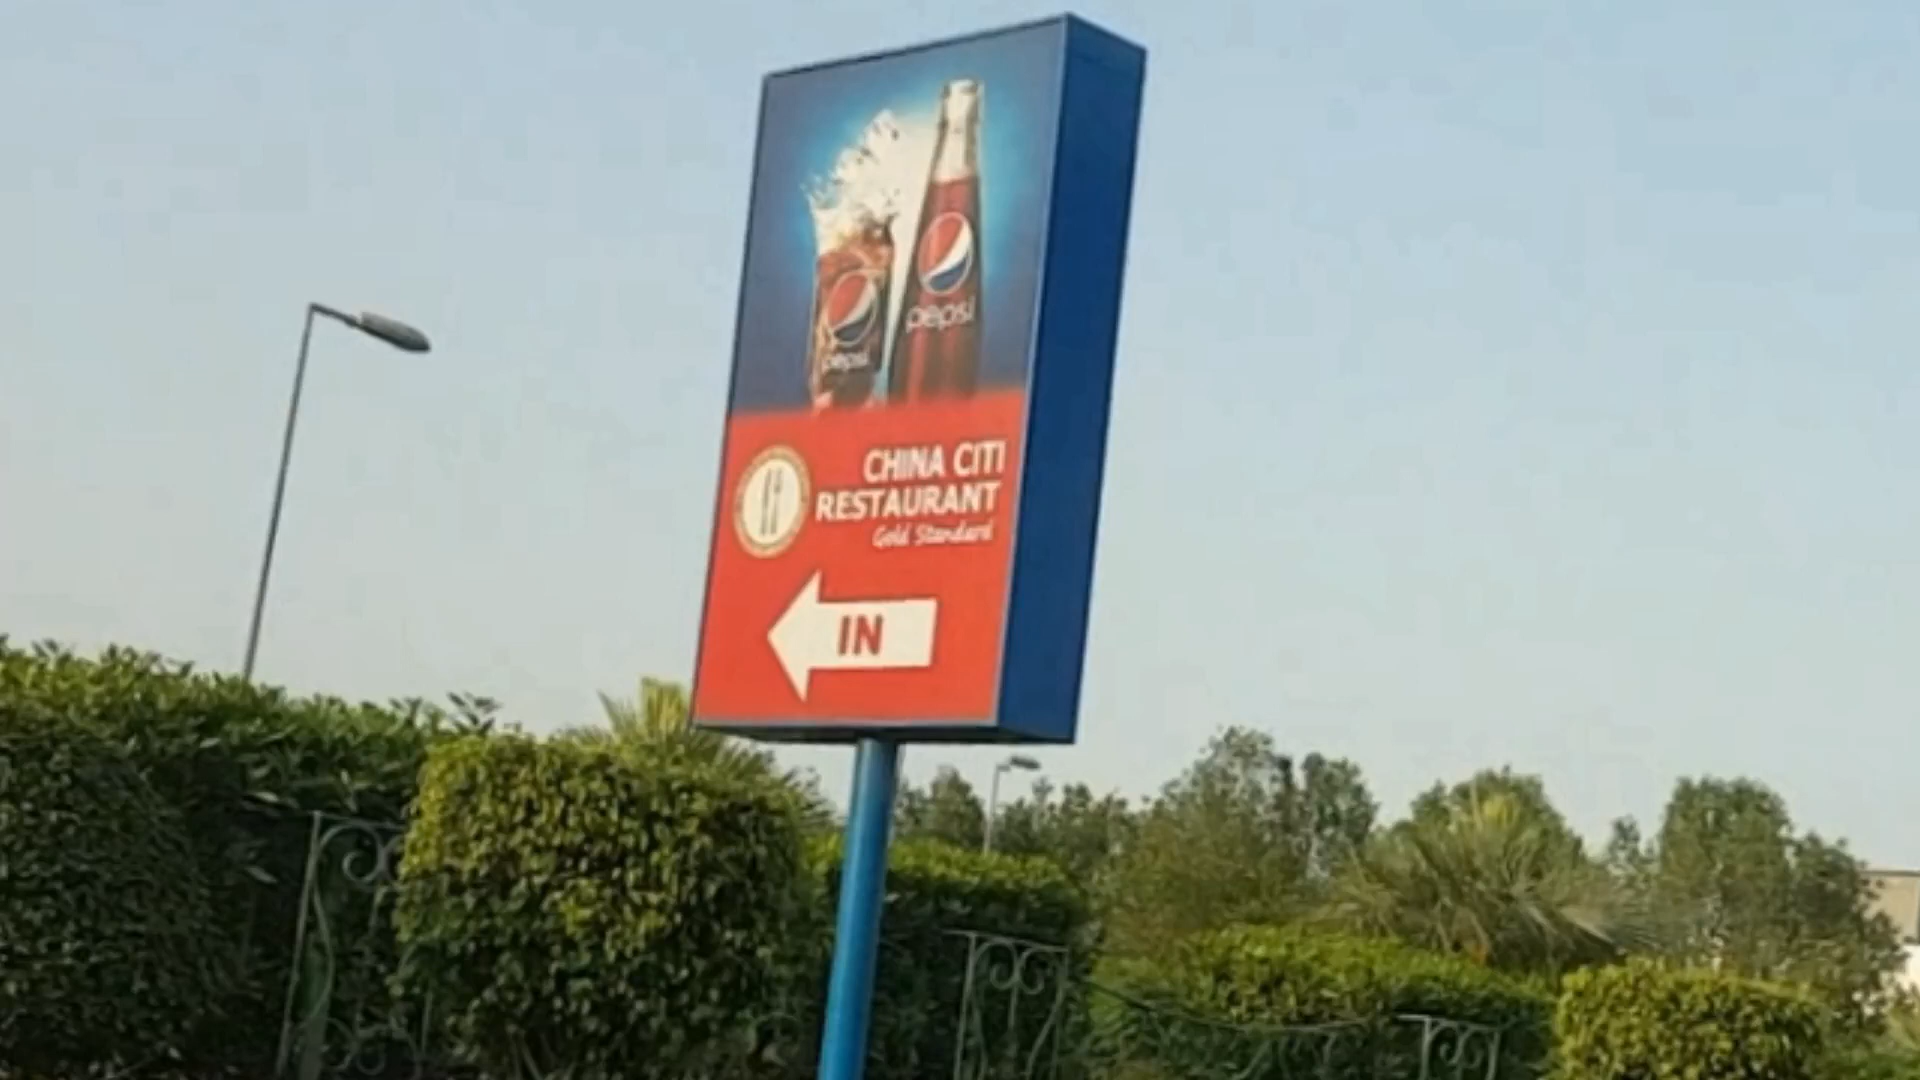 pepsi
pepsi
CHINA CITI
RESTAURANT
Gold Standard
IN